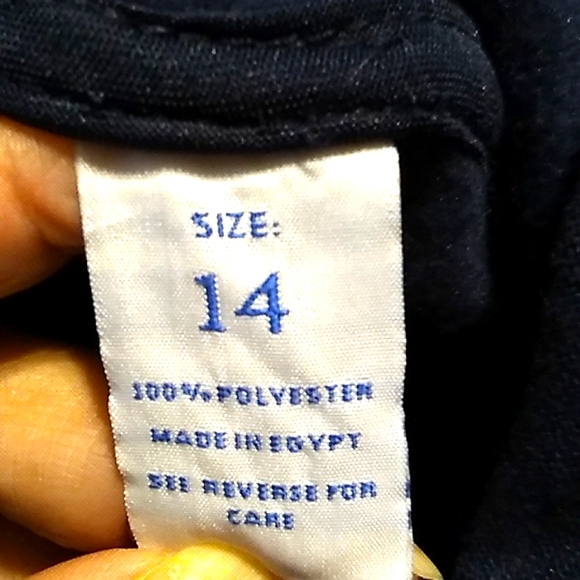 SIZE:
14
100% POLYESTER
MADE IN EGYPT
SEE REVERSE FOR
CARE